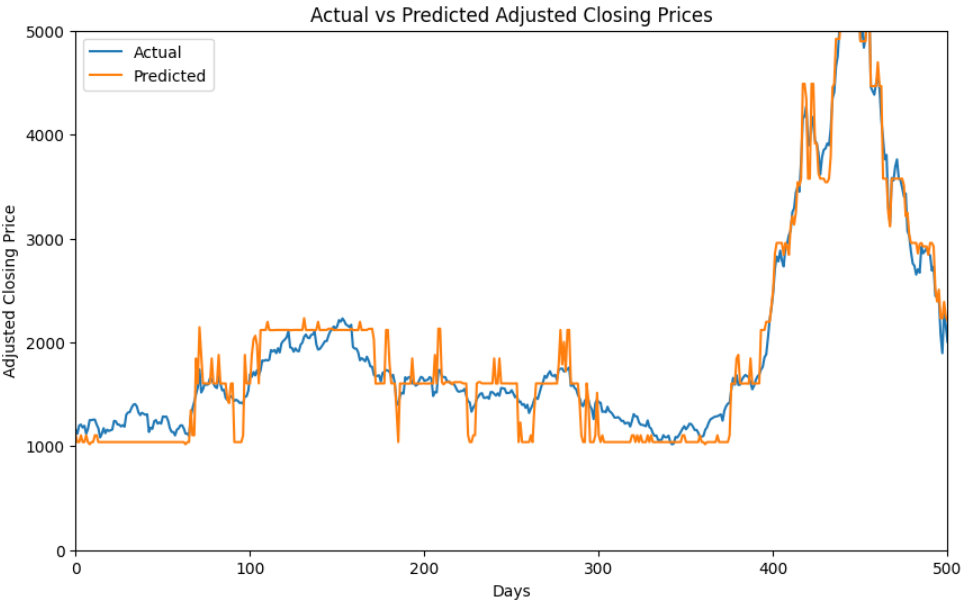 Actual vs Predicted Adjusted Closing Prices
Actual
Predicted
5000
4000
3000
2000
1000
0
Adjusted Closing Price
0 100 200 300 400 500
Days